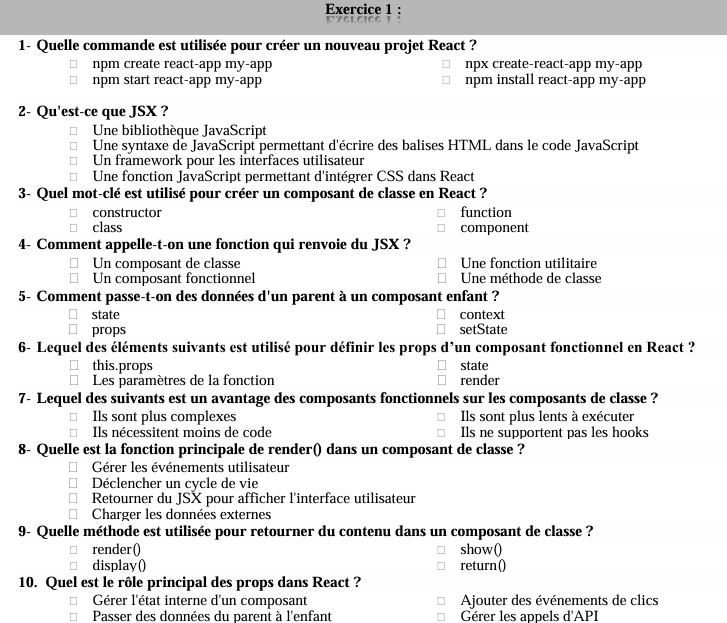 Exercice 1 :
1- Quelle commande est utilisée pour créer un nouveau projet React ?
npm create react-app my-app
npx create-react-app my-app
npm start react-app my-app
npm install react-app my-app
2- Qu'est-ce que JSX ?
Une bibliothèque JavaScript
Une syntaxe de JavaScript permettant d'écrire des balises HTML dans le code JavaScript
Un framework pour les interfaces utilisateur
Une fonction JavaScript permettant d'intégrer CSS dans React
3- Quel mot-clé est utilisé pour créer un composant de classe en React ?
constructor
function
class
component
4- Comment appelle-t-on une fonction qui renvoie du JSX ?
Un composant de classe
Une fonction utilitaire
Un composant fonctionnel
Une méthode de classe
5- Comment passe-t-on des données d'un parent à un composant enfant ?
state
context
props
setState
6- Lequel des éléments suivants est utilisé pour définir les props d’un composant fonctionnel en React ?
this.props
state
Les paramètres de la fonction
render
7- Lequel des suivants est un avantage des composants fonctionnels sur les composants de classe ?
Ils sont plus complexes
Ils sont plus lents à exécuter
Ils nécessitent moins de code
Ils ne supportent pas les hooks
8- Quelle est la fonction principale de render() dans un composant de classe ?
Gérer les événements utilisateur
Déclencher un cycle de vie
Retourner du JSX pour afficher l'interface utilisateur
Charger les données externes
9- Quelle méthode est utilisée pour retourner du contenu dans un composant de classe ?
render()
show()
display()
return()
10. Quel est le rôle principal des props dans React ?
Gérer l'état interne d'un composant
Ajouter des événements de clics
Passer des données du parent à l'enfant
Gérer les appels d'API